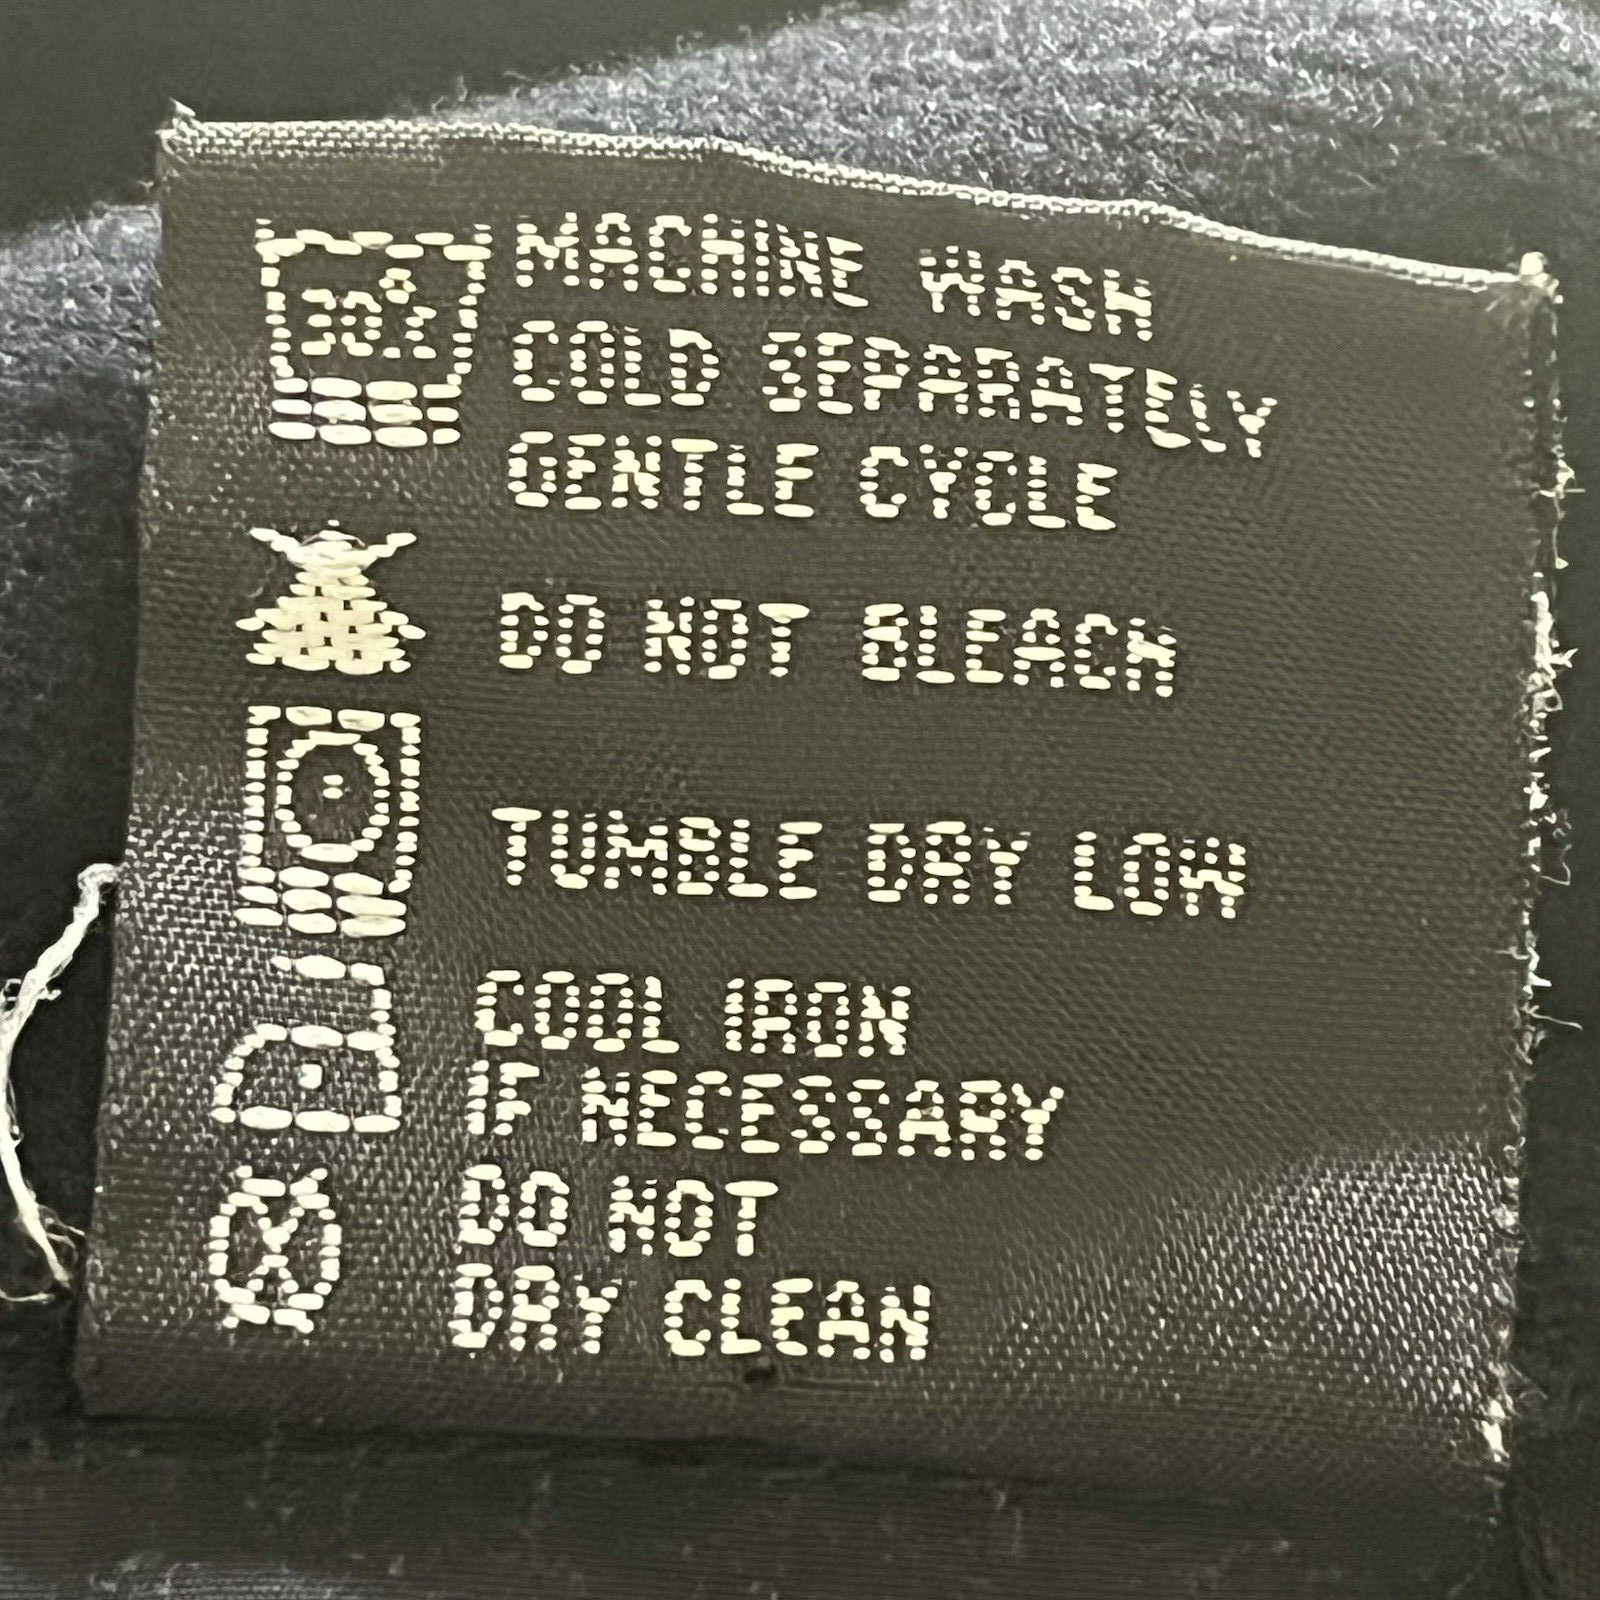 30°C
MACHINE WASH
COLD SEPARATELY
GENTLE CYCLE
DO NOT BLEACH
TUMBLE DRY LOW
COOL IRON
IF NECESSARY
DO NOT
DRY CLEAN